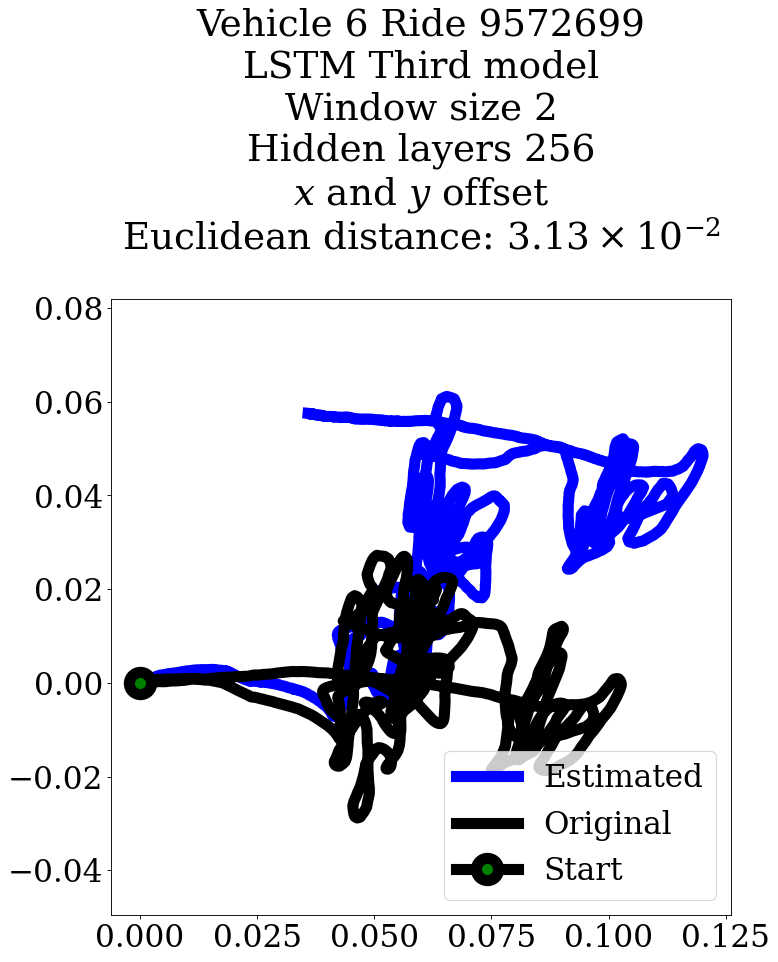 Vehicle 6 Ride 9572699
LSTM Third model
Window size 2
Hidden layers 256
x and y offset
Euclidean distance: 3.13 × 10⁻²
0.08
0.06
0.04
0.02
0.00
−0.02
−0.04
Estimated
Original
Start
0.000 0.025 0.050 0.075 0.100 0.125